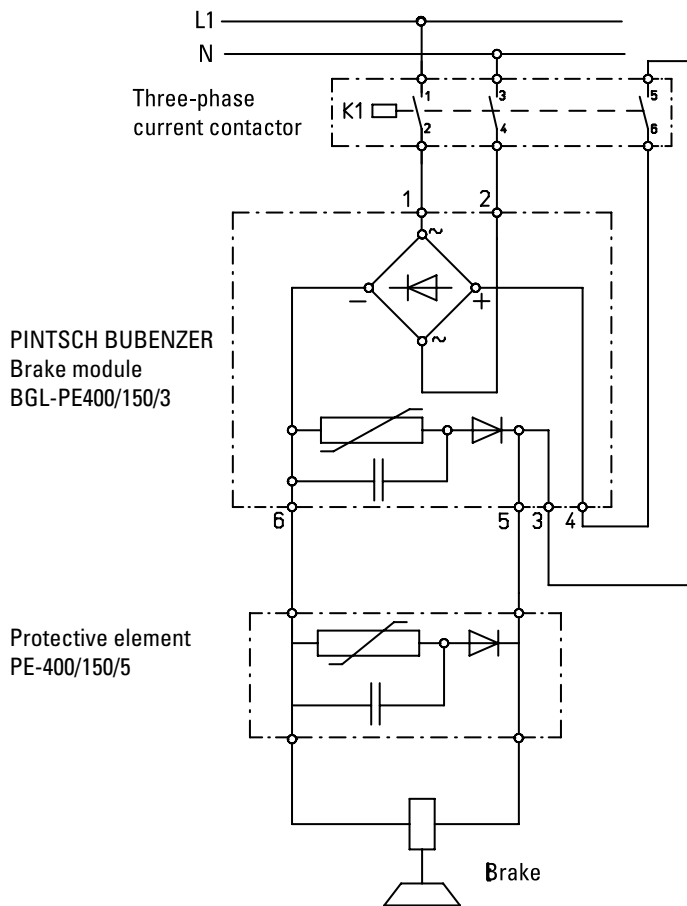 L1
N
Three-phase
current contactor
K1
1
3
5
2
4
6
1
2
~
− +
~
PINTSCH BUBENZER
Brake module
BGL-PE400/150/3
6 5 3 4
Protective element
PE-400/150/5
Brake